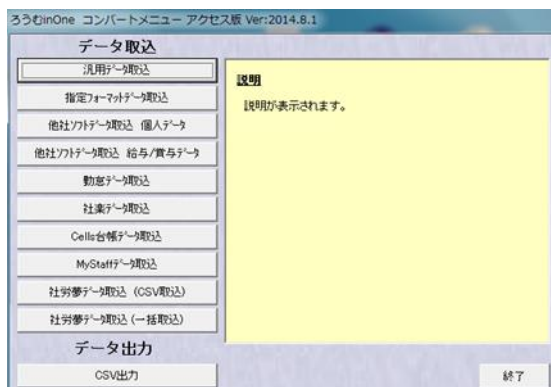 ろうむinOne コンバートメニュー アクセス版 Ver:2014.8.1
データ取込
汎用ﾃﾞｰﾀ取込
指定ﾌｫｰﾏｯﾄﾃﾞｰﾀ取込
他社ｿﾌﾄﾃﾞｰﾀ取込 個人ﾃﾞｰﾀ
他社ｿﾌﾄﾃﾞｰﾀ取込 給与/賞与ﾃﾞｰﾀ
勤怠ﾃﾞｰﾀ取込
社楽ﾃﾞｰﾀ取込
Cells台帳ﾃﾞｰﾀ取込
MyStaffﾃﾞｰﾀ取込
社労夢ﾃﾞｰﾀ取込 (CSV取込)
社労夢ﾃﾞｰﾀ取込 (一括取込)
データ出力
CSV出力
説明
説明が表示されます。
終了